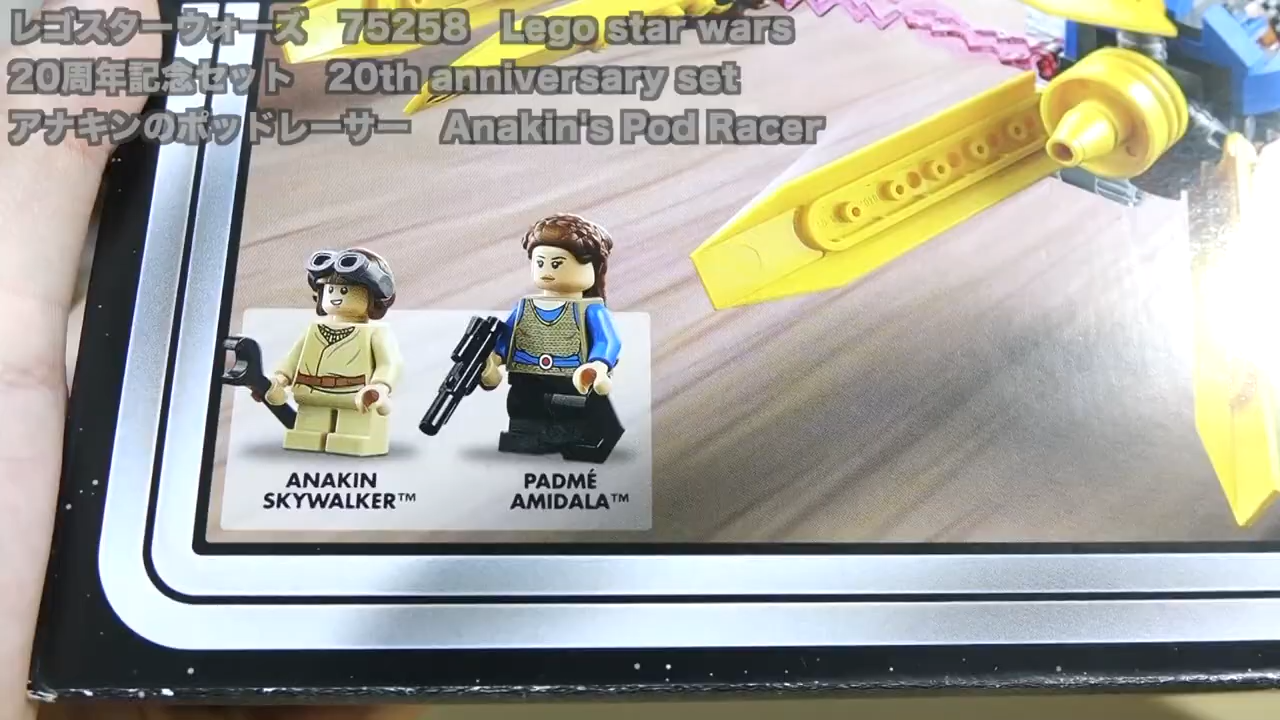 レゴスターウォーズ　75258　Lego star wars
20周年記念セット　20th anniversary set
アナキンのポッドレーサー　Anakin's Pod Racer
ANAKIN
SKYWALKER™
PADMÉ
AMIDALA™